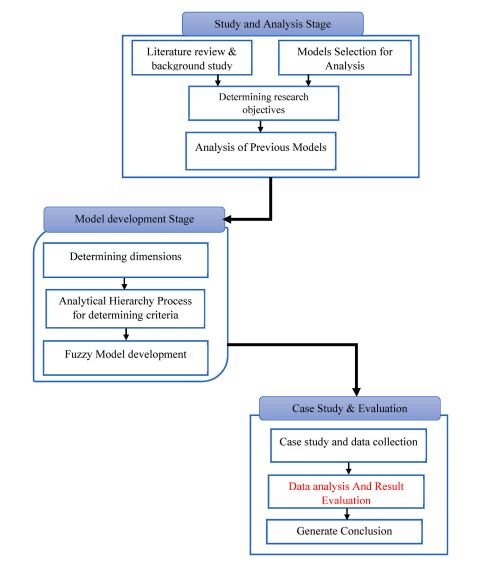 Study and Analysis Stage
Literature review &
background study
Models Selection for
Analysis
Determining research
objectives
Analysis of Previous Models
Model development Stage
Determining dimensions
Analytical Hierarchy Process
for determining criteria
Fuzzy Model development
Case Study & Evaluation
Case study and data collection
Data analysis And Result
Evaluation
Generate Conclusion